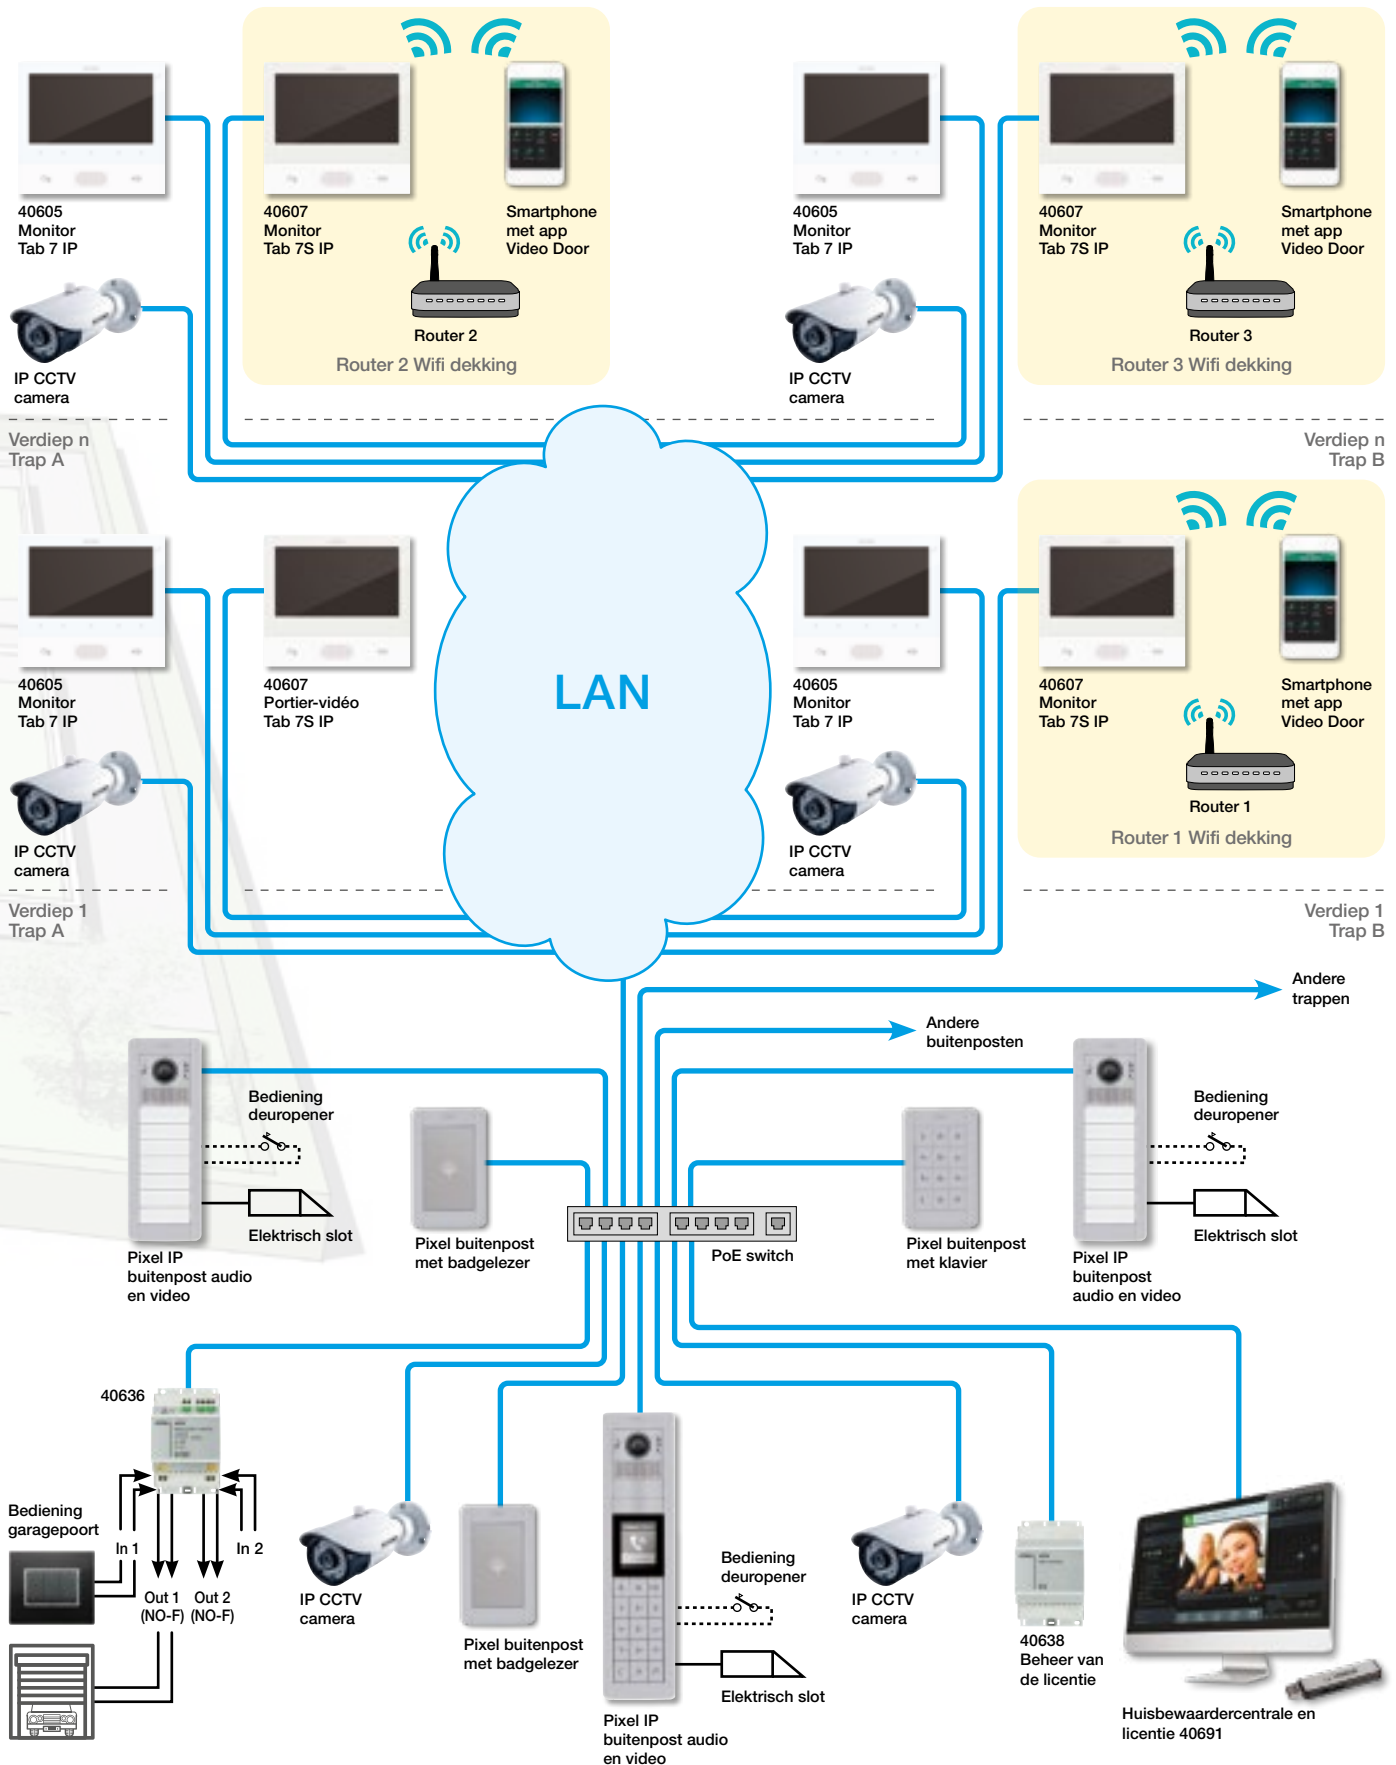 40605
Monitor
Tab 7 IP
40607
Monitor
Tab 7S IP
Smartphone
met app
Video Door
Router 2
Router 2 Wifi dekking
IP CCTV
camera
40605
Monitor
Tab 7 IP
40607
Monitor
Tab 7S IP
Smartphone
met app
Video Door
Router 3
Router 3 Wifi dekking
IP CCTV
camera
Verdiep n
Trap A
Verdiep n
Trap B
LAN
40605
Monitor
Tab 7 IP
40607
Portier-vidéo
Tab 7S IP
IP CCTV
camera
40605
Monitor
Tab 7 IP
40607
Monitor
Tab 7S IP
Smartphone
met app
Video Door
Router 1
Router 1 Wifi dekking
IP CCTV
camera
Verdiep 1
Trap A
Verdiep 1
Trap B
Andere
trappen
Andere
buitenposten
Bediening
deuropener
Elektrisch slot
Pixel IP
buitenpost audio
en video
Pixel buitenpost
met badgelezer
PoE switch
Pixel buitenpost
met klavier
Bediening
deuropener
Elektrisch slot
Pixel IP
buitenpost
audio en video
40636
Bediening
garagepoort
In 1
In 2
Out 1
(NO-F)
Out 2
(NO-F)
IP CCTV
camera
Pixel buitenpost
met badgelezer
Bediening
deuropener
Elektrisch slot
Pixel IP
buitenpost audio
en video
IP CCTV
camera
40638
Beheer van
de licentie
Huisbewaardercentrale en
licentie 40691